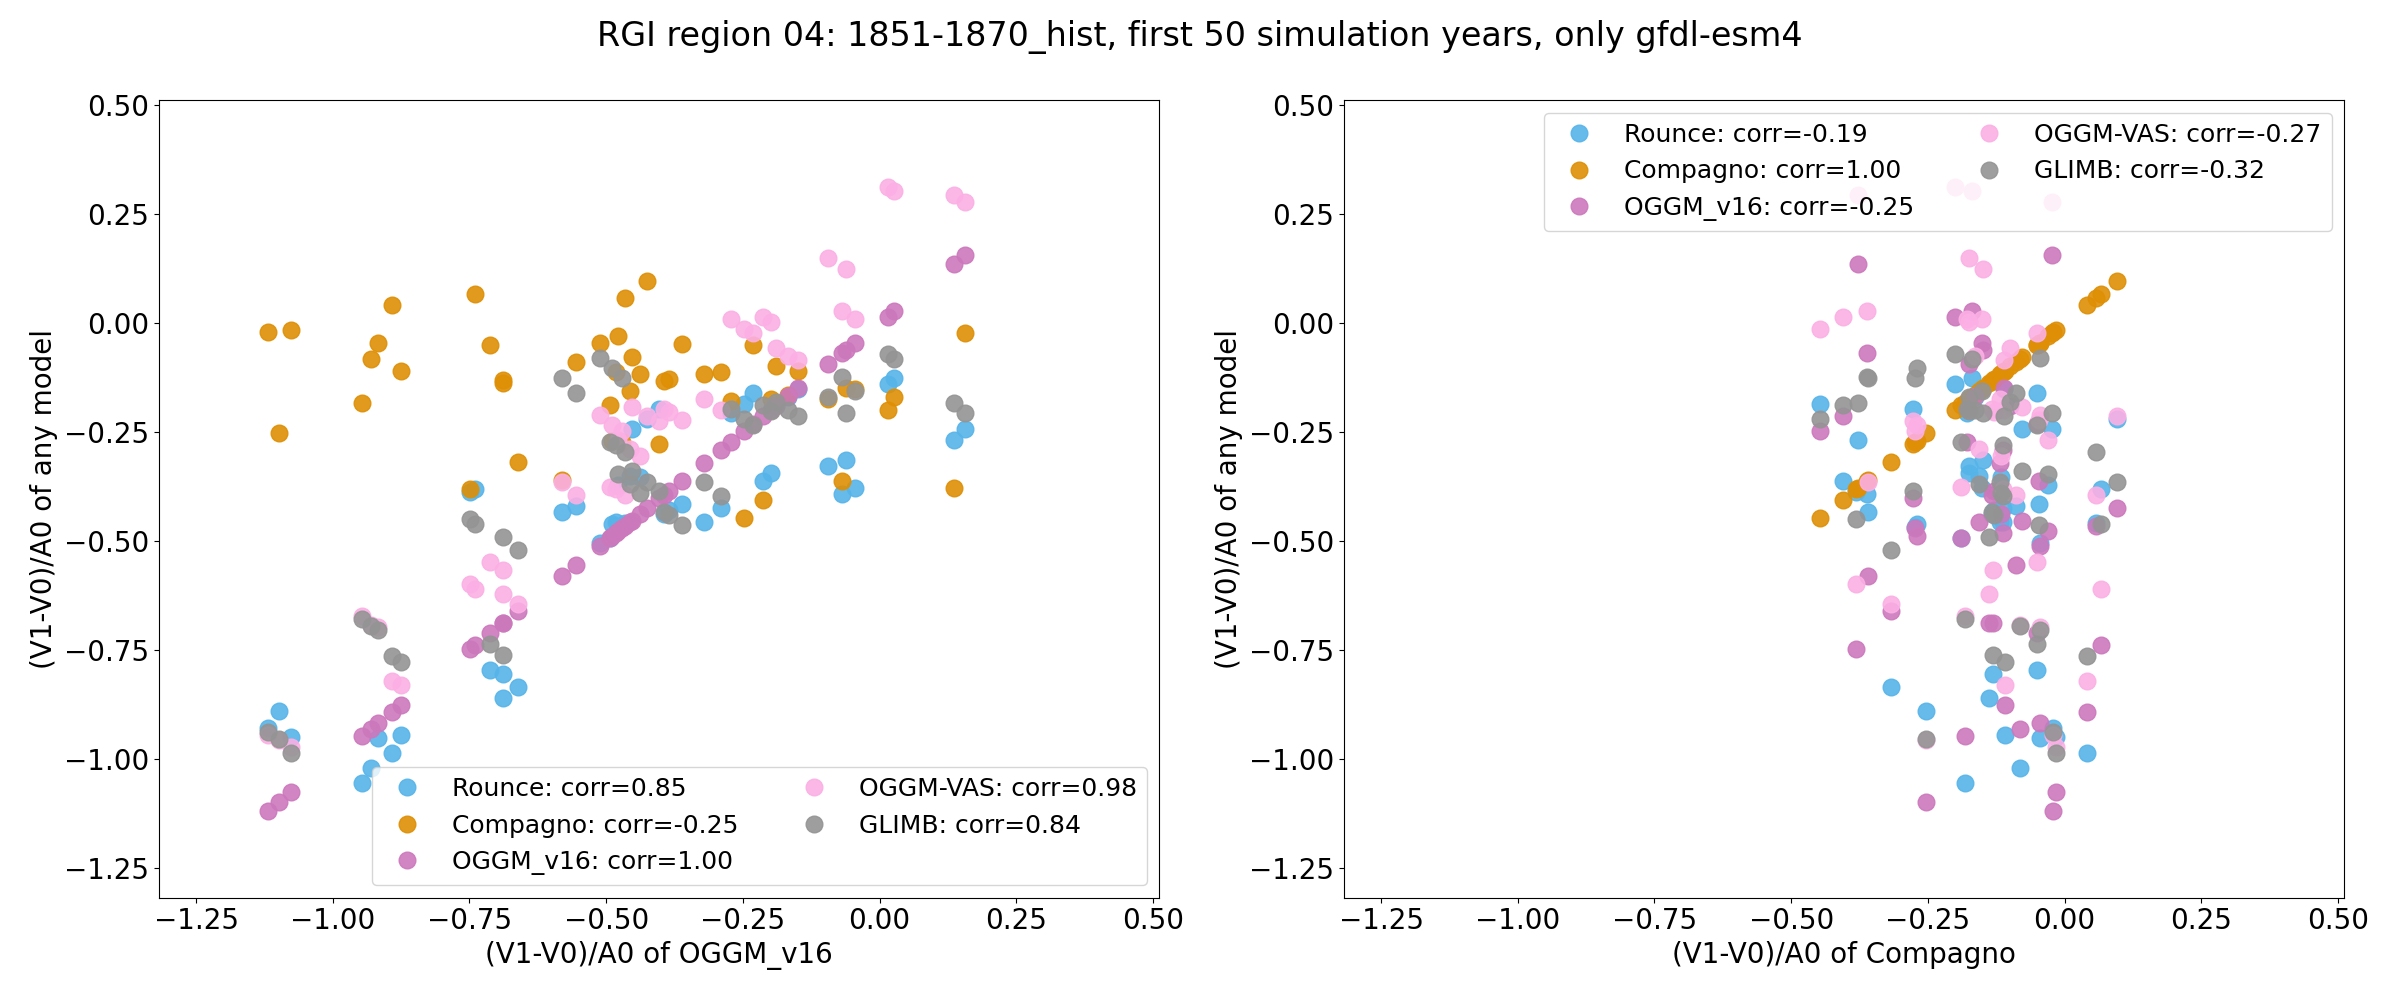 RGI region 04: 1851-1870_hist, first 50 simulation years, only gfdl-esm4
(V1-V0)/A0 of any model
0.50
0.25
0.00
−0.25
−0.50
−0.75
−1.00
−1.25
Rounce: corr=0.85
Compagno: corr=-0.25
OGGM_v16: corr=1.00
OGGM-VAS: corr=0.98
GLIMB: corr=0.84
−1.25 −1.00 −0.75 −0.50 −0.25 0.00 0.25 0.50
(V1-V0)/A0 of OGGM_v16
(V1-V0)/A0 of any model
0.50
0.25
0.00
−0.25
−0.50
−0.75
−1.00
−1.25
Rounce: corr=-0.19
Compagno: corr=1.00
OGGM_v16: corr=-0.25
OGGM-VAS: corr=-0.27
GLIMB: corr=-0.32
−1.25 −1.00 −0.75 −0.50 −0.25 0.00 0.25 0.50
(V1-V0)/A0 of Compagno